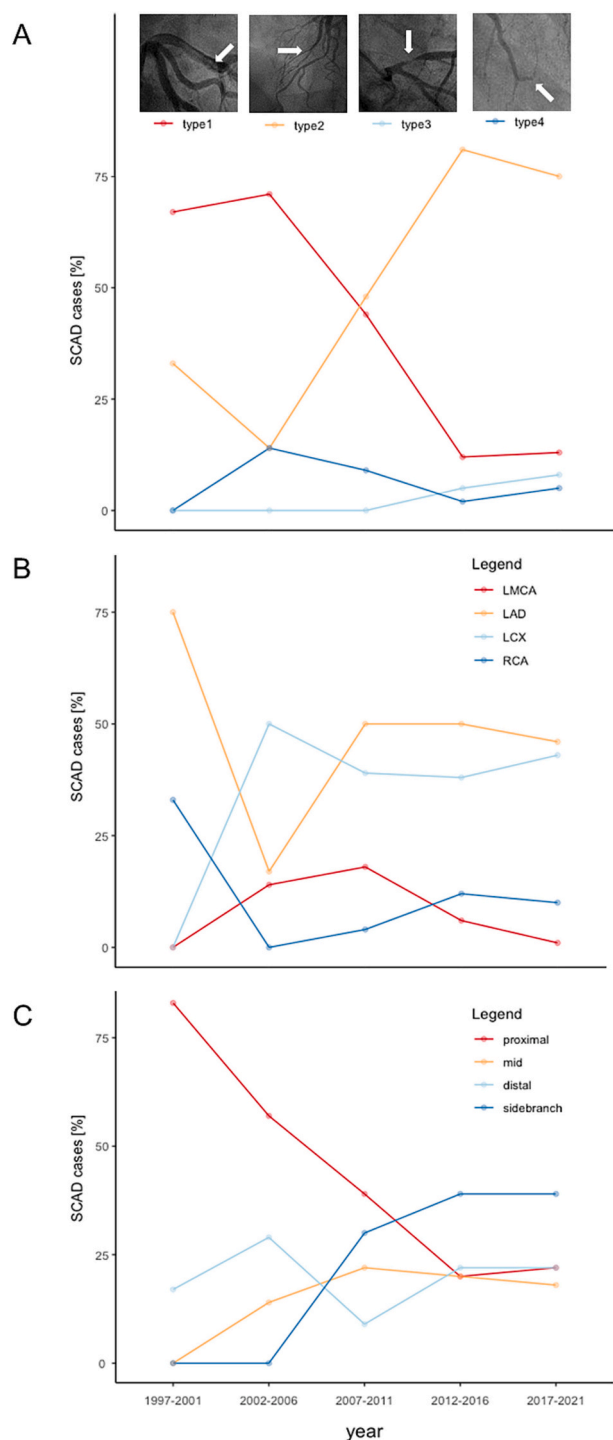 A
type1 type2 type3 type4
75
50
25
0
SCAD cases [%]
B
Legend
LMCA
LAD
LCX
RCA
75
50
25
0
SCAD cases [%]
C
Legend
proximal
mid
distal
sidebranch
75
50
25
0
SCAD cases [%]
1997-2001 2002-2006 2007-2011 2012-2016 2017-2021
year